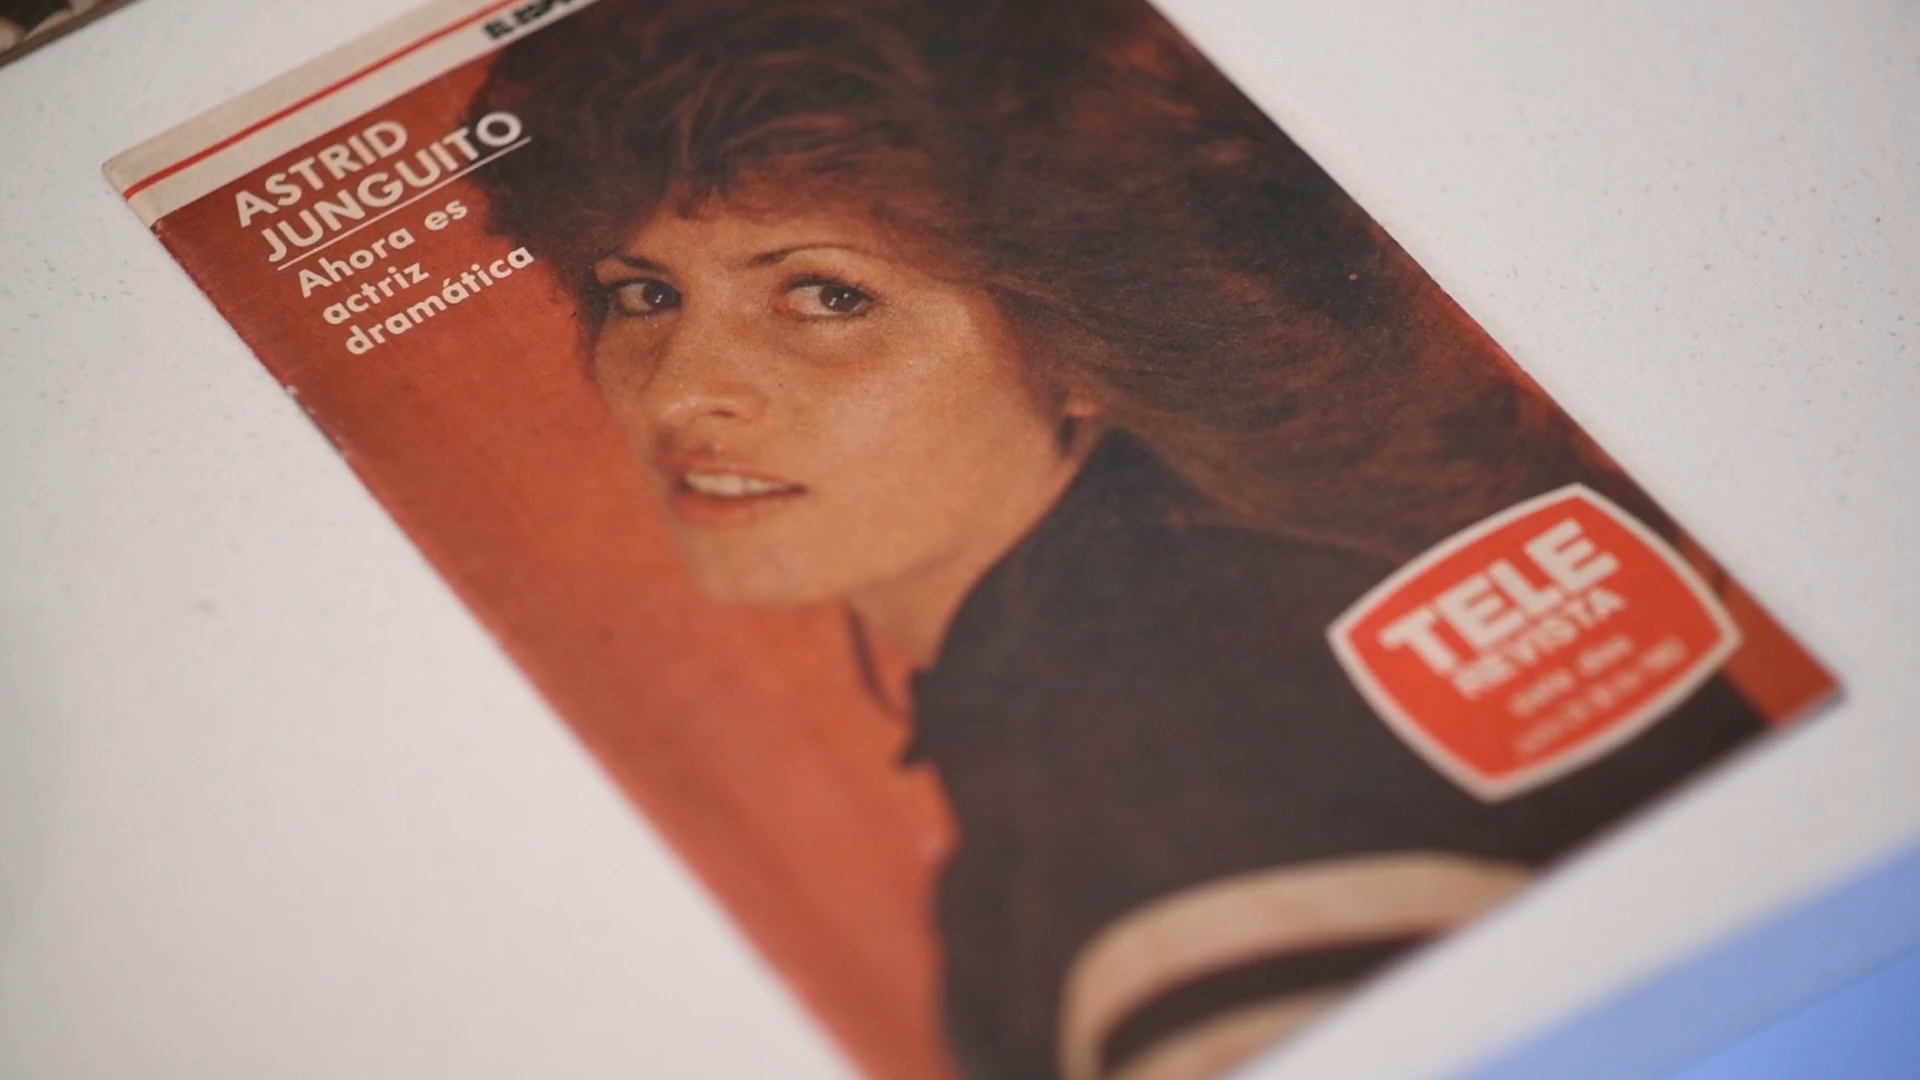 ASTRID
JUNGUITO
Ahora es
actriz
dramática
TELE
REVISTA